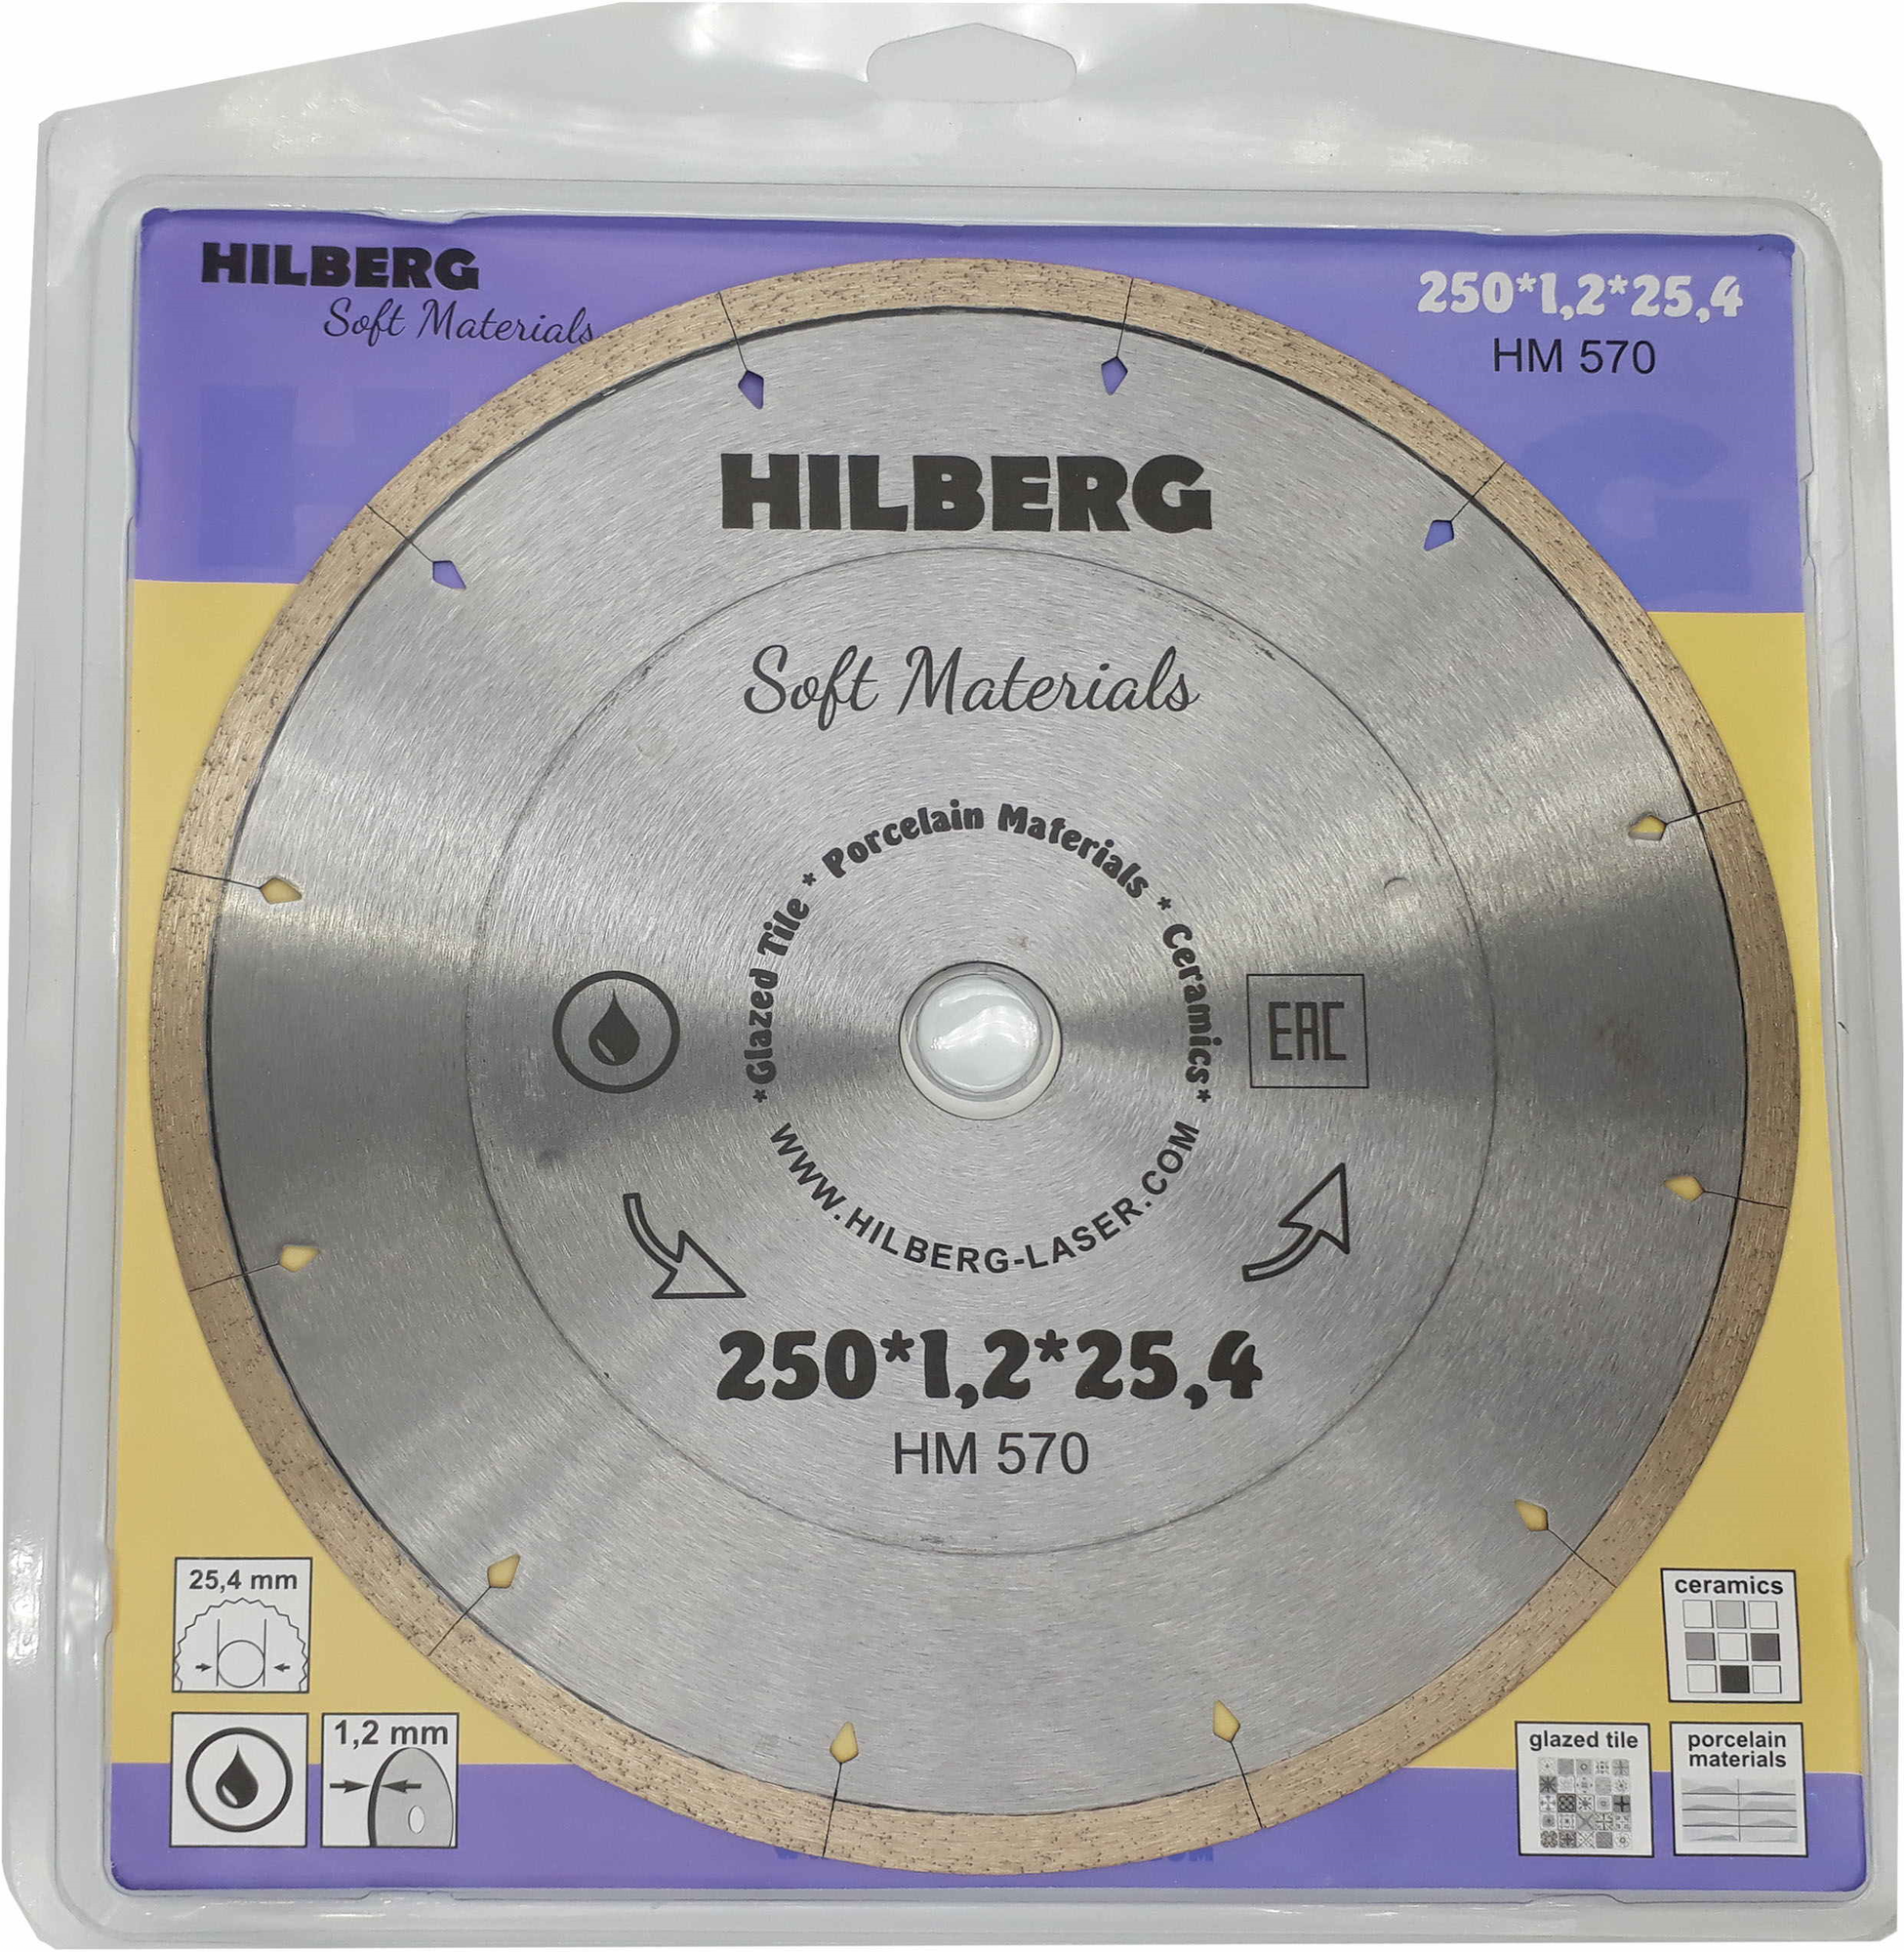 HILBERG
Soft Materials
250*1,2*25,4
HM 570
HILBERG
Soft Materials
*Glazed Tile * Porcelain Materials * Ceramics*
EAC
WWW.HILBERG-LASER.COM
250*1,2*25,4
HM 570
25,4 mm
1,2 mm
ceramics
glazed tile
porcelain
materials